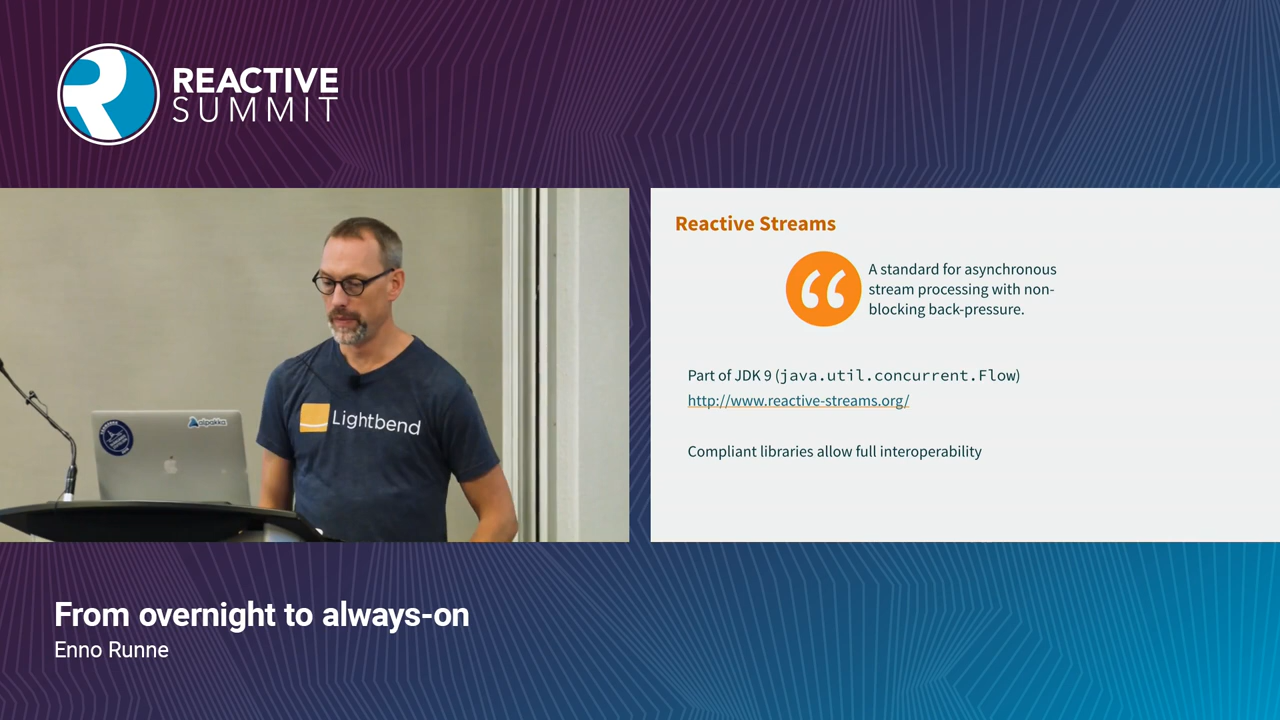 REACTIVE
SUMMIT
Lightbend
alpakka
Reactive Streams
A standard for asynchronous
stream processing with non-
blocking back-pressure.
Part of JDK 9 (java.util.concurrent.Flow)
http://www.reactive-streams.org/
Compliant libraries allow full interoperability
From overnight to always-on
Enno Runne